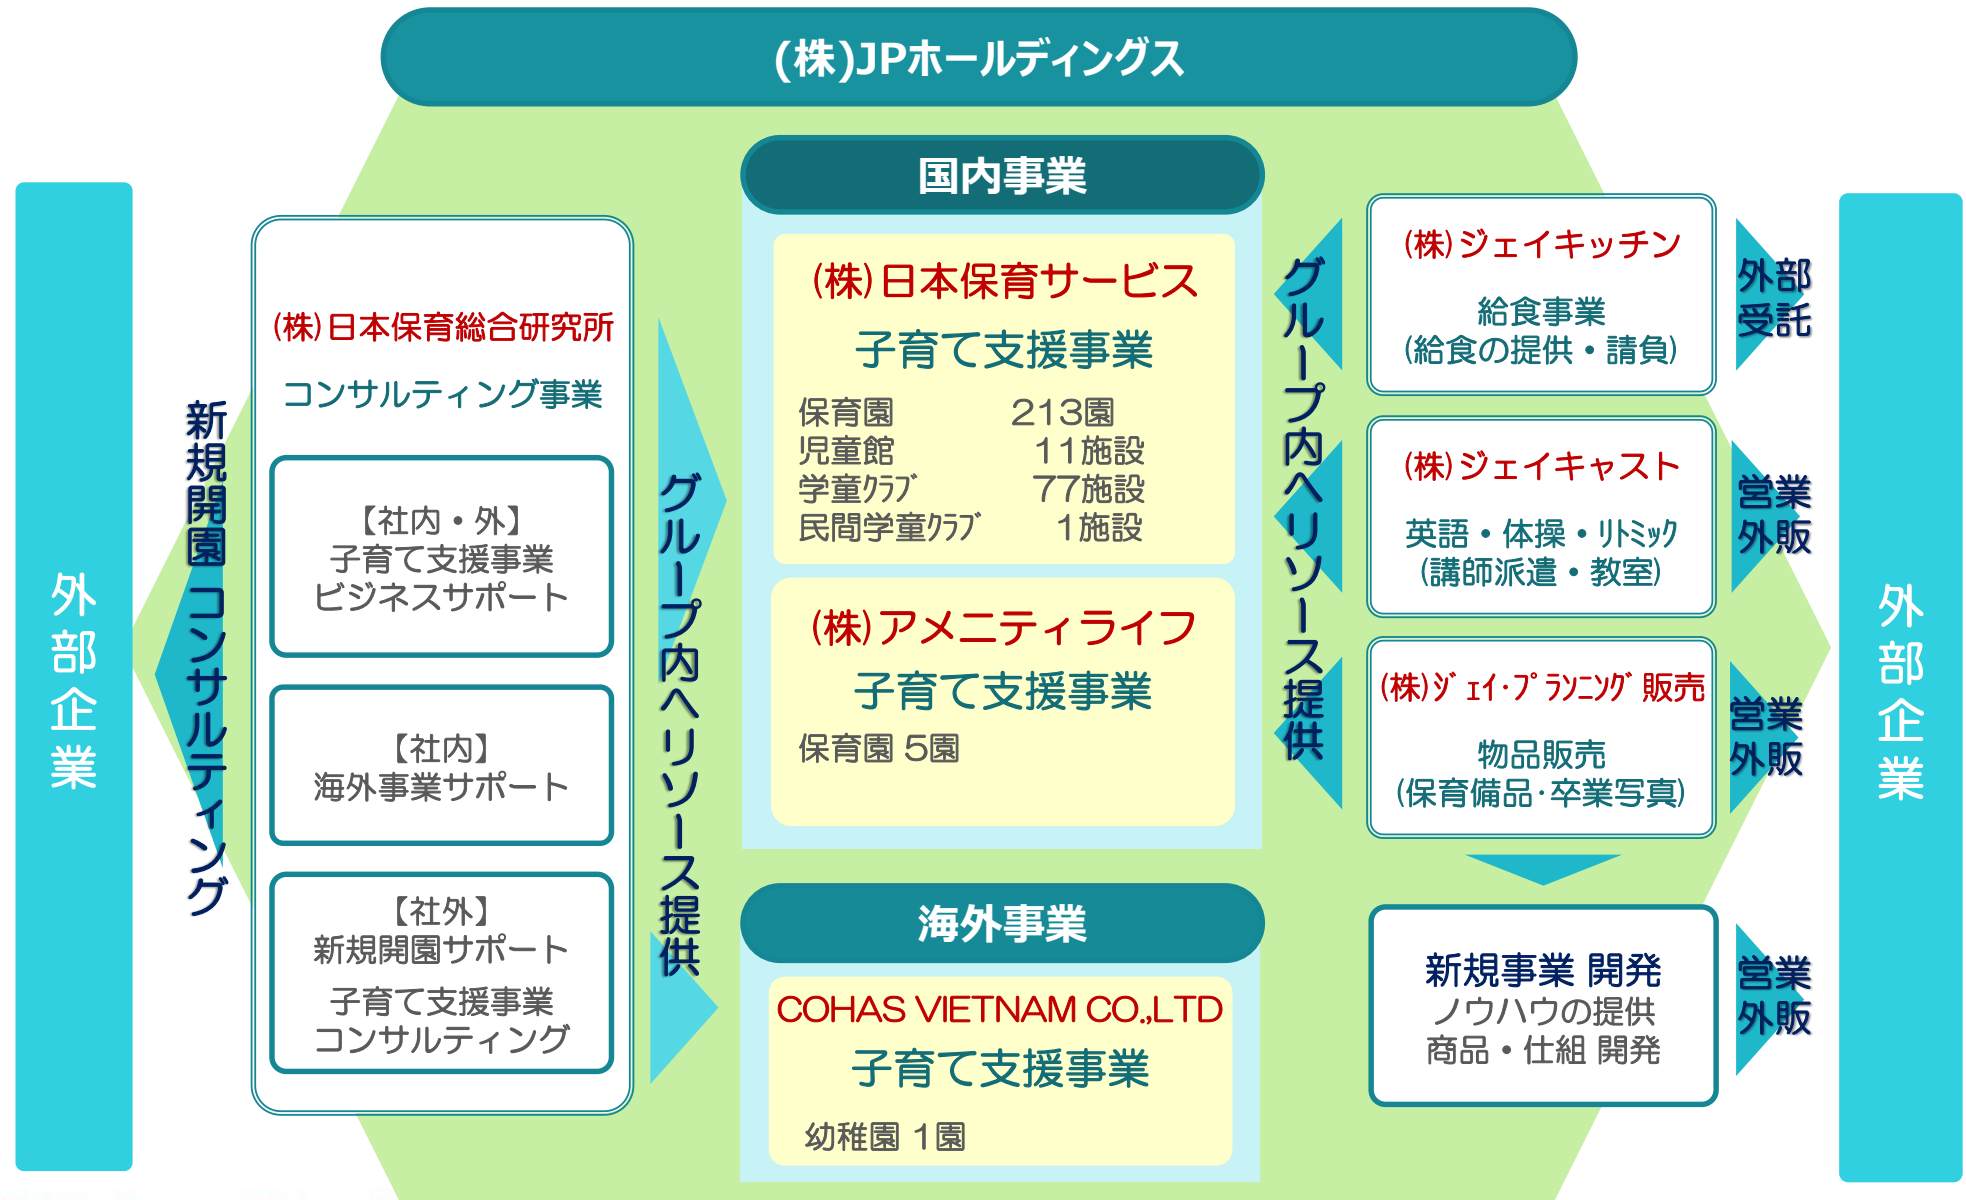 (株)JPホールディングス
外部企業
新規開園 コンサルティング
(株)日本保育総合研究所
コンサルティング事業
【社内・外】
子育て支援事業
ビジネスサポート
【社内】
海外事業サポート
【社外】
新規開園サポート
子育て支援事業
コンサルティング
グループ内へリソース提供
国内事業
(株)日本保育サービス
子育て支援事業
保育園 213園
児童館 11施設
学童ｸﾗﾌﾞ 77施設
民間学童ｸﾗﾌﾞ 1施設
(株)アメニティライフ
子育て支援事業
保育園 5園
海外事業
COHAS VIETNAM CO.,LTD
子育て支援事業
幼稚園 1園
グループ内へリソース提供
(株)ジェイキッチン
給食事業
(給食の提供・請負)
外部
受託
(株)ジェイキャスト
英語・体操・ﾘﾄﾐｯｸ
(講師派遣・教室)
営業
外販
(株)ｼﾞｪｲ･ﾌﾟﾗﾝﾆﾝｸﾞ販売
物品販売
(保育備品･卒業写真)
営業
外販
新規事業 開発
ノウハウの提供
商品・仕組 開発
営業
外販
外部企業